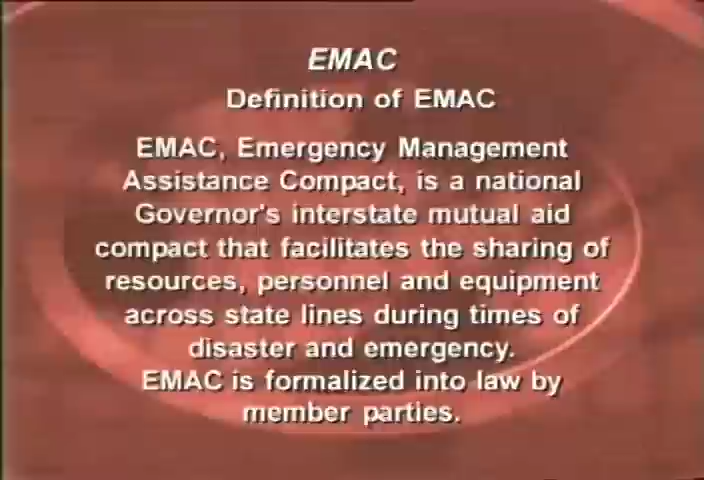 EMAC
Definition of EMAC
EMAC, Emergency Management
Assistance Compact, is a national
Governor's interstate mutual aid
compact that facilitates the sharing of
resources, personnel and equipment
across state lines during times of
disaster and emergency.
EMAC is formalized into law by
member parties.